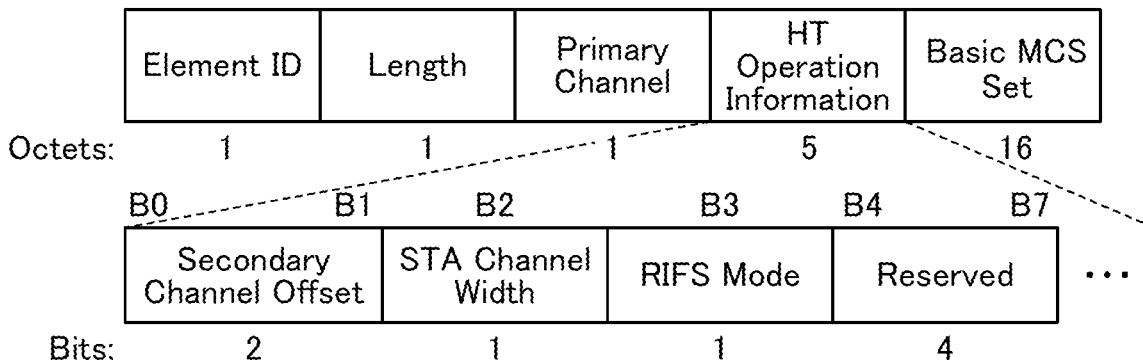 Element ID Length Primary Channel HT Operation Information Basic MCS Set
Octets: 1 1 1 5 16
B0 B1 B2 B3 B4 B7
Secondary Channel Offset STA Channel Width RIFS Mode Reserved ...
Bits: 2 1 1 4